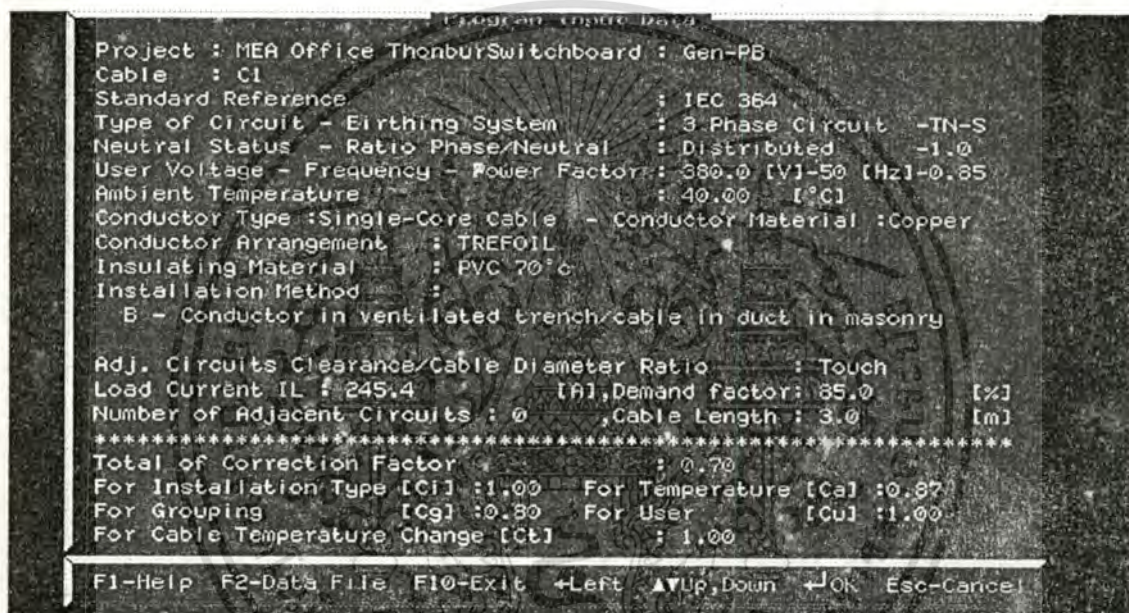 Program Input Data
Project : MEA Office ThonburSwitchboard : Gen-PB
Cable : C1
Standard Reference : IEC 364
Type of Circuit - Eirthing System : 3 Phase Circuit -TN-S
Neutral Status - Ratio Phase/Neutral : Distributed -1.0
User Voltage - Frequency - Power Factor : 380.0 [V]-50 [Hz]-0.85
Ambient Temperature : 40.00 [°C]
Conductor Type :Single-Core Cable - Conductor Material :Copper
Conductor Arrangement : TREFOIL
Insulating Material : PVC 70°c
Installation Method :
B - Conductor in ventilated trench/cable in duct in masonry
Adj. Circuits Clearance/Cable Diameter Ratio : Touch
Load Current IL : 245.4 [A],Demand factor: 85.0 [%]
Number of Adjacent Circuits : 0 ,Cable Length : 3.0 [m]
*****************************************************************
Total of Correction Factor : 0.70
For Installation Type [Ci] :1.00 For Temperature [Ca] :0.87
For Grouping [Cg] :0.80 For User [Cu] :1.00
For Cable Temperature Change [Ct] : 1.00
F1-Help F2-Data File F10-Exit ←Left ▲▼Up,Down ↵OK Esc-Cancel